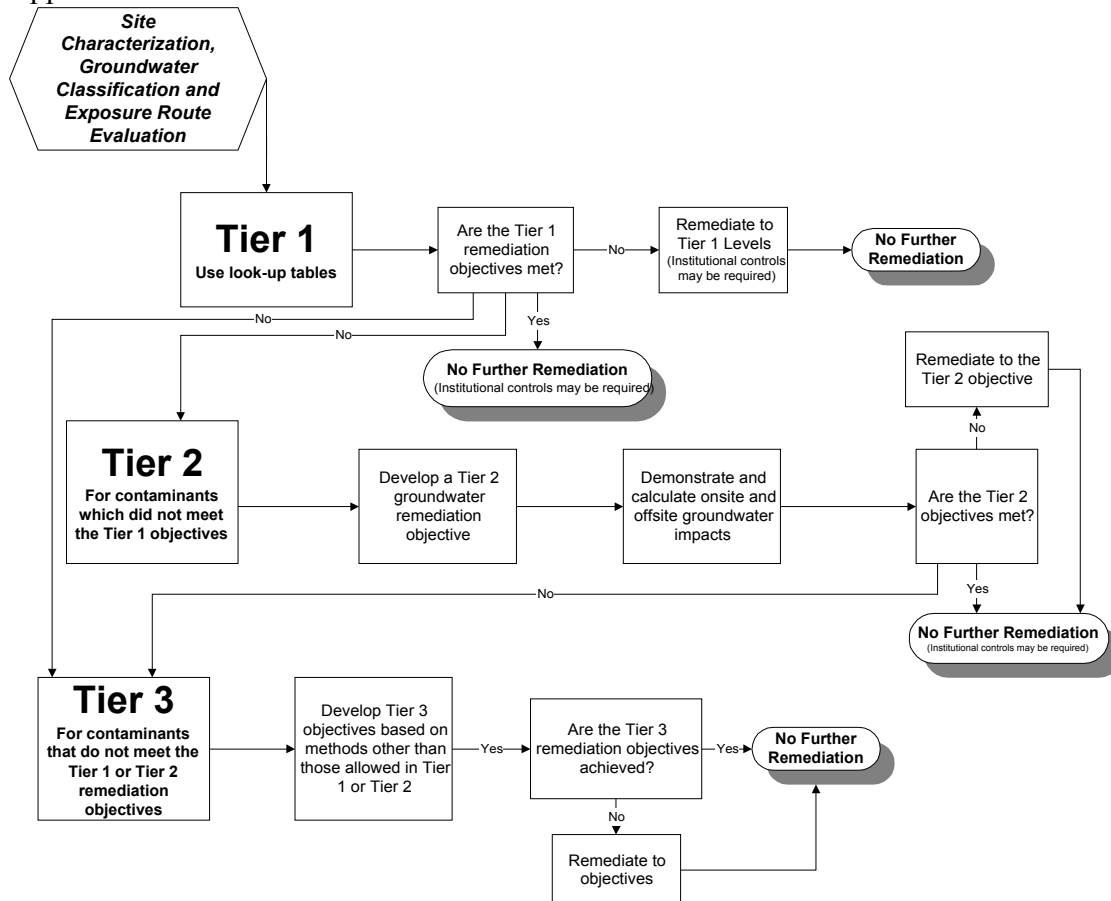 Site
Characterization,
Groundwater
Classification and
Exposure Route
Evaluation
Tier 1
Use look-up tables
Are the Tier 1
remediation
objectives met?
No
Remediate to
Tier 1 Levels
(Institutional controls
may be required)
No Further
Remediation
No
No
Yes
No Further Remediation
(Institutional controls may be required)
Remediate to the
Tier 2 objective
No
Tier 2
For contaminants
which did not meet
the Tier 1 objectives
Develop a Tier 2
groundwater
remediation
objective
Demonstrate and
calculate onsite and
offsite groundwater
impacts
Are the Tier 2
objectives met?
No
Yes
No Further Remediation
(Institutional controls may be required)
Tier 3
For contaminants
that do not meet the
Tier 1 or Tier 2
remediation
objectives
Develop Tier 3
objectives based on
methods other than
those allowed in Tier
1 or Tier 2
Yes
Are the Tier 3
remediation objectives
achieved?
Yes
No Further
Remediation
No
Remediate to
objectives